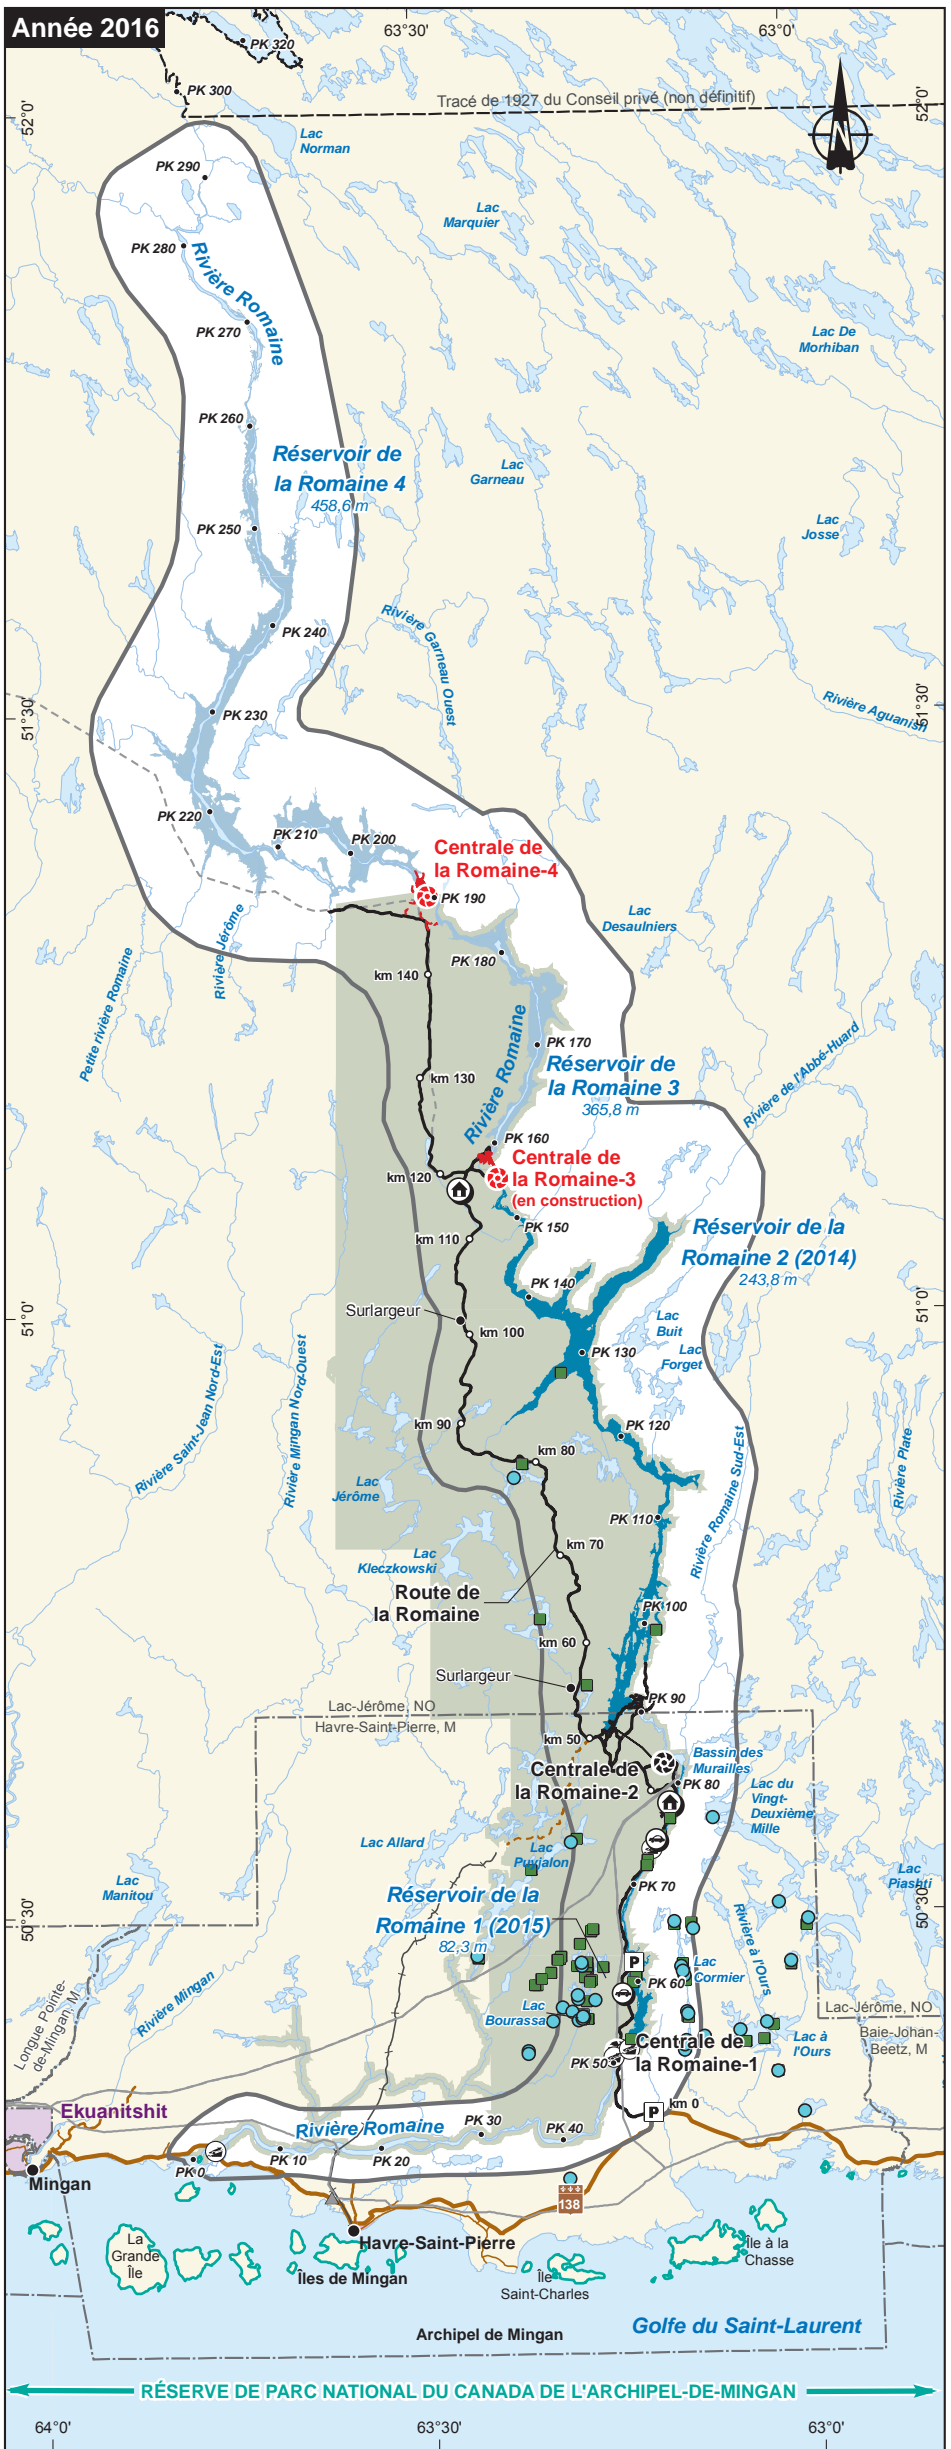 Année 2016
63°30'
63°0'
PK 320
PK 300
Tracé de 1927 du Conseil privé (non définitif)
52°0'
52°0'
N
Lac
Norman
PK 290
Lac
Marquier
PK 280
Rivière Romaine
PK 270
Lac De
Morhiban
PK 260
Réservoir de
la Romaine 4
458,6 m
Lac
Garneau
PK 250
Lac
Josse
PK 240
Rivière Garneau Ouest
51°30'
PK 230
Rivière Aguanish
51°30'
PK 220
PK 210
PK 200
Centrale de
la Romaine-4
PK 190
Lac
Desaulniers
Petite rivière Romaine
Rivière Jérôme
km 140
PK 180
Rivière Romaine
PK 170
Réservoir de
la Romaine 3
365,8 m
Rivière de l'Abbé-Huard
km 130
PK 160
Centrale de
la Romaine-3
(en construction)
km 120
PK 150
km 110
Réservoir de la
Romaine 2 (2014)
243,8 m
PK 140
51°0'
51°0'
Surlargeur
km 100
Lac
Buit
Lac
Forget
PK 130
Rivière Saint-Jean Nord-Est
Rivière Mingan Nord-Ouest
km 90
PK 120
km 80
Lac
Jérôme
PK 110
Rivière Romaine Sud-Est
Rivière Plate
Lac
Kleczkowski
km 70
Route de
la Romaine
PK 100
km 60
Surlargeur
PK 90
Lac-Jérôme, NO
Havre-Saint-Pierre, M
km 50
Bassin des
Murailles
Centrale de
la Romaine-2
PK 80
Lac du
Vingt-
Deuxième
Mille
Lac Allard
Lac
Puyjalon
Lac
Manitou
Lac
Piashti
PK 70
50°30'
50°30'
Réservoir de la
Romaine 1 (2015)
82,3 m
Rivière à l'Ours
P
Lac
Cormier
PK 60
Rivière Mingan
Longue-Pointe-
de-Mingan, M
Lac
Bourassa
Lac-Jérôme, NO
Baie-Johan-
Beetz, M
Lac à
l'Ours
Centrale de
la Romaine-1
PK 50
km 0
P
Ekuanitshit
Rivière Romaine
PK 30
PK 40
PK 0
PK 10
PK 20
Mingan
138
Havre-Saint-Pierre
La
Grande
Île
Îles de Mingan
Île
Saint-Charles
Île à la
Chasse
Golfe du Saint-Laurent
Archipel de Mingan
RÉSERVE DE PARC NATIONAL DU CANADA DE L'ARCHIPEL-DE-MINGAN
64°0'
63°30'
63°0'